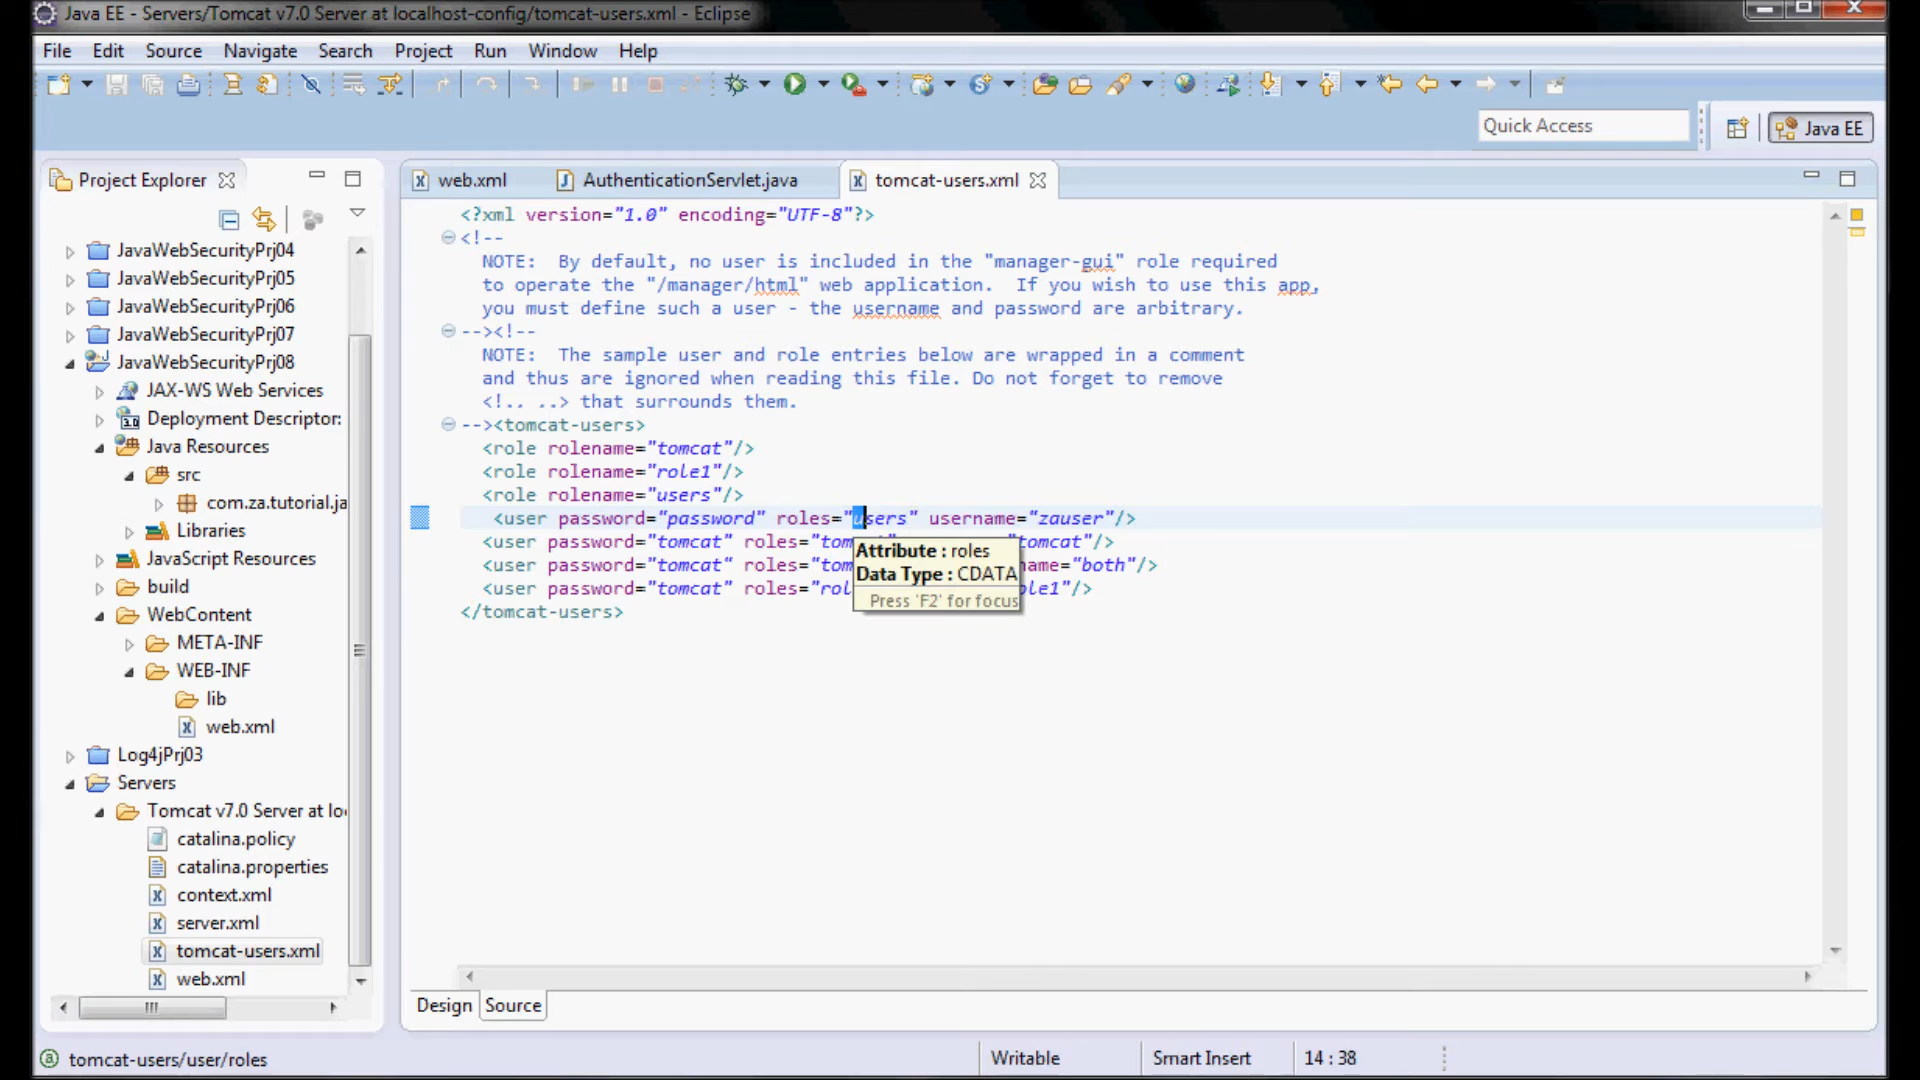 Java EE - Servers/Tomcat v7.0 Server at localhost-config/tomcat-users.xml - Eclipse
File Edit Source Navigate Search Project Run Window Help
Quick Access
Java EE
Project Explorer
JavaWebSecurityPrj04
JavaWebSecurityPrj05
JavaWebSecurityPrj06
JavaWebSecurityPrj07
JavaWebSecurityPrj08
JAX-WS Web Services
Deployment Descriptor:
Java Resources
src
com.za.tutorial.ja
Libraries
JavaScript Resources
build
WebContent
META-INF
WEB-INF
lib
web.xml
Log4jPrj03
Servers
Tomcat v7.0 Server at lo
catalina.policy
catalina.properties
context.xml
server.xml
tomcat-users.xml
web.xml
web.xml AuthenticationServlet.java tomcat-users.xml
<?xml version="1.0" encoding="UTF-8"?>
<!--
NOTE: By default, no user is included in the "manager-gui" role required
to operate the "/manager/html" web application. If you wish to use this app,
you must define such a user - the username and password are arbitrary.
--><!--
NOTE: The sample user and role entries below are wrapped in a comment
and thus are ignored when reading this file. Do not forget to remove
<!.. ..> that surrounds them.
--><tomcat-users>
<role rolename="tomcat"/>
<role rolename="role1"/>
<role rolename="users"/>
<user password="password" roles="users" username="zauser"/>
<user password="tomcat" roles="tom "tomcat"/>
<user password="tomcat" roles="tom name="both"/>
<user password="tomcat" roles="rol ole1"/>
</tomcat-users>
Attribute : roles
Data Type : CDATA
Press 'F2' for focus
Design Source
tomcat-users/user/roles
Writable
Smart Insert
14 : 38